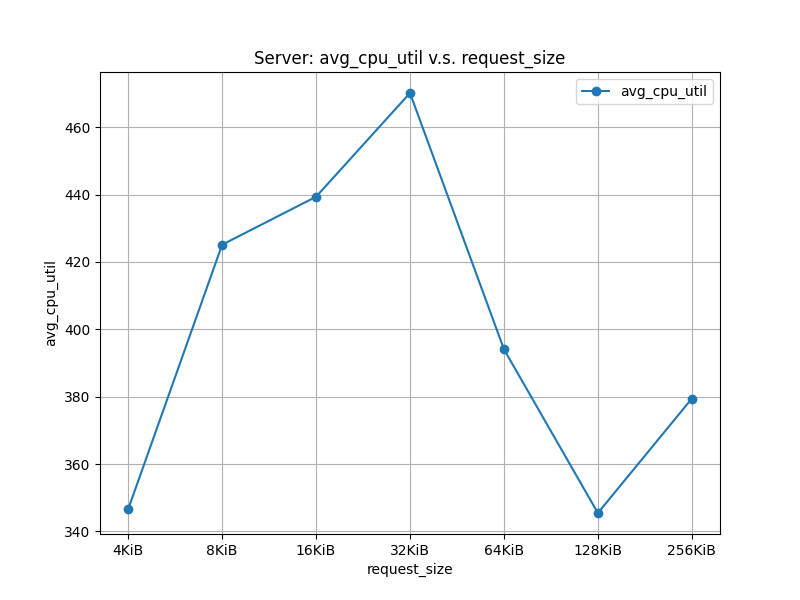 Server: avg_cpu_util v.s. request_size
avg_cpu_util
460
440
420
400
380
360
340
avg_cpu_util
4KiB 8KiB 16KiB 32KiB 64KiB 128KiB 256KiB
request_size